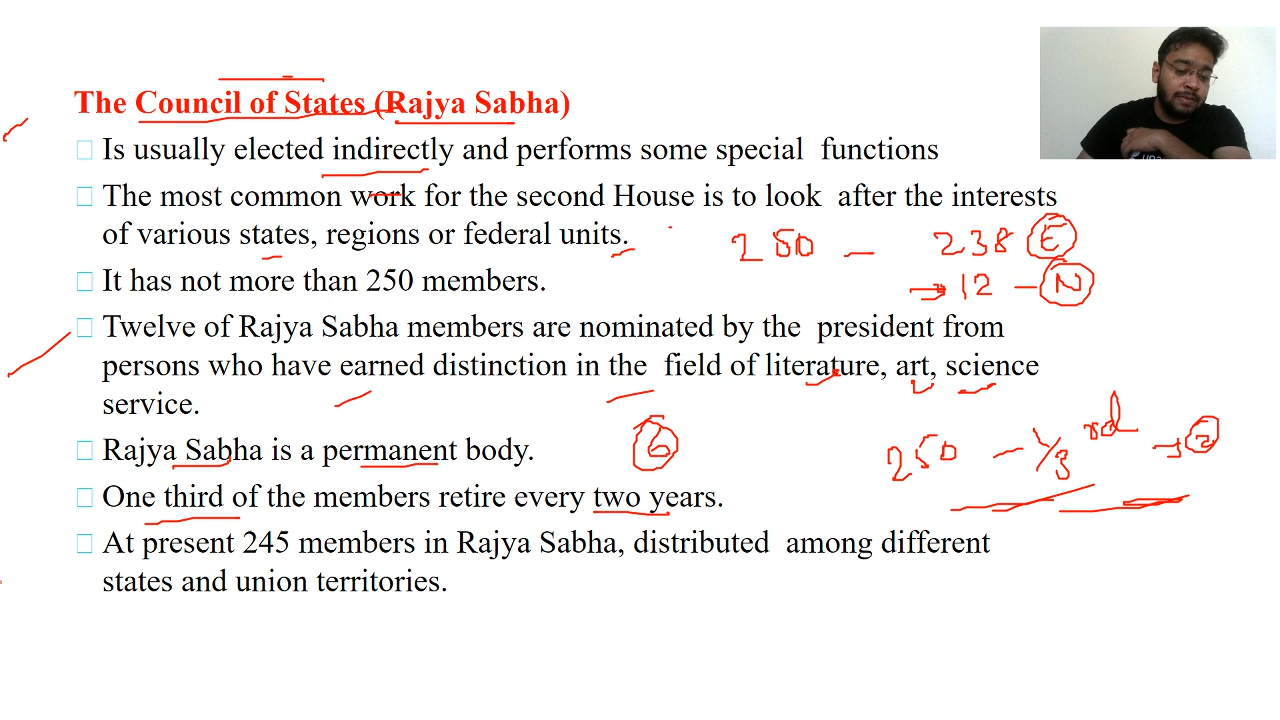 The Council of States (Rajya Sabha)
Is usually elected indirectly and performs some special functions
The most common work for the second House is to look after the interests
of various states, regions or federal units.
250 – 238 E
→ 12 – N
It has not more than 250 members.
Twelve of Rajya Sabha members are nominated by the president from
persons who have earned distinction in the field of literature, art, science
service.
Rajya Sabha is a permanent body.
6
250 – 1/3 rd → 2
One third of the members retire every two years.
At present 245 members in Rajya Sabha, distributed among different
states and union territories.